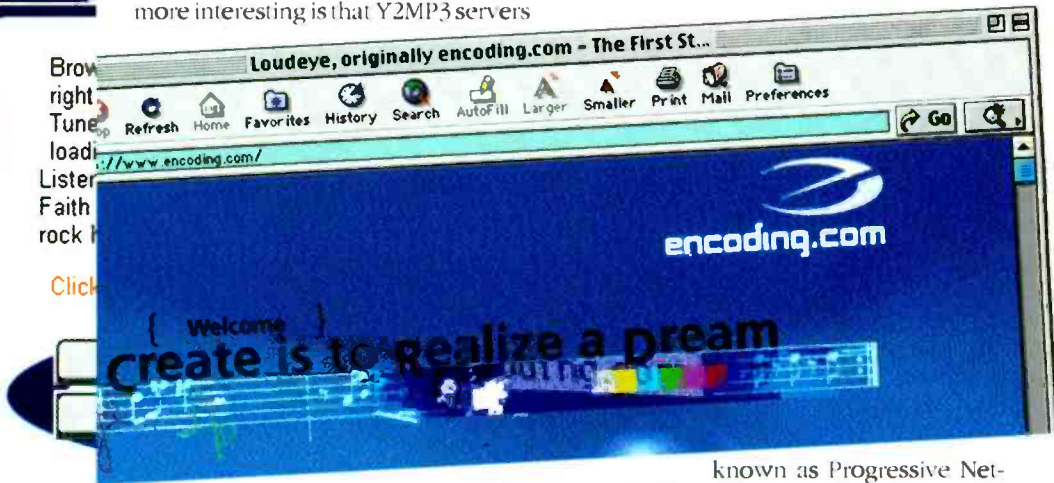 more interesting is that Y2MP3 servers
Loudeye, originally encoding.com - The First St...
Brow
right
Tune
loadi
Lister
Faith
rock
Click
op Refresh Home Favorites History Search AutoFill Larger Smaller Print Mail Preferences
Go
://www.encoding.com/
encoding.com
{ Welcome }
Create is to Realize a Dream
known as Progressive Net-